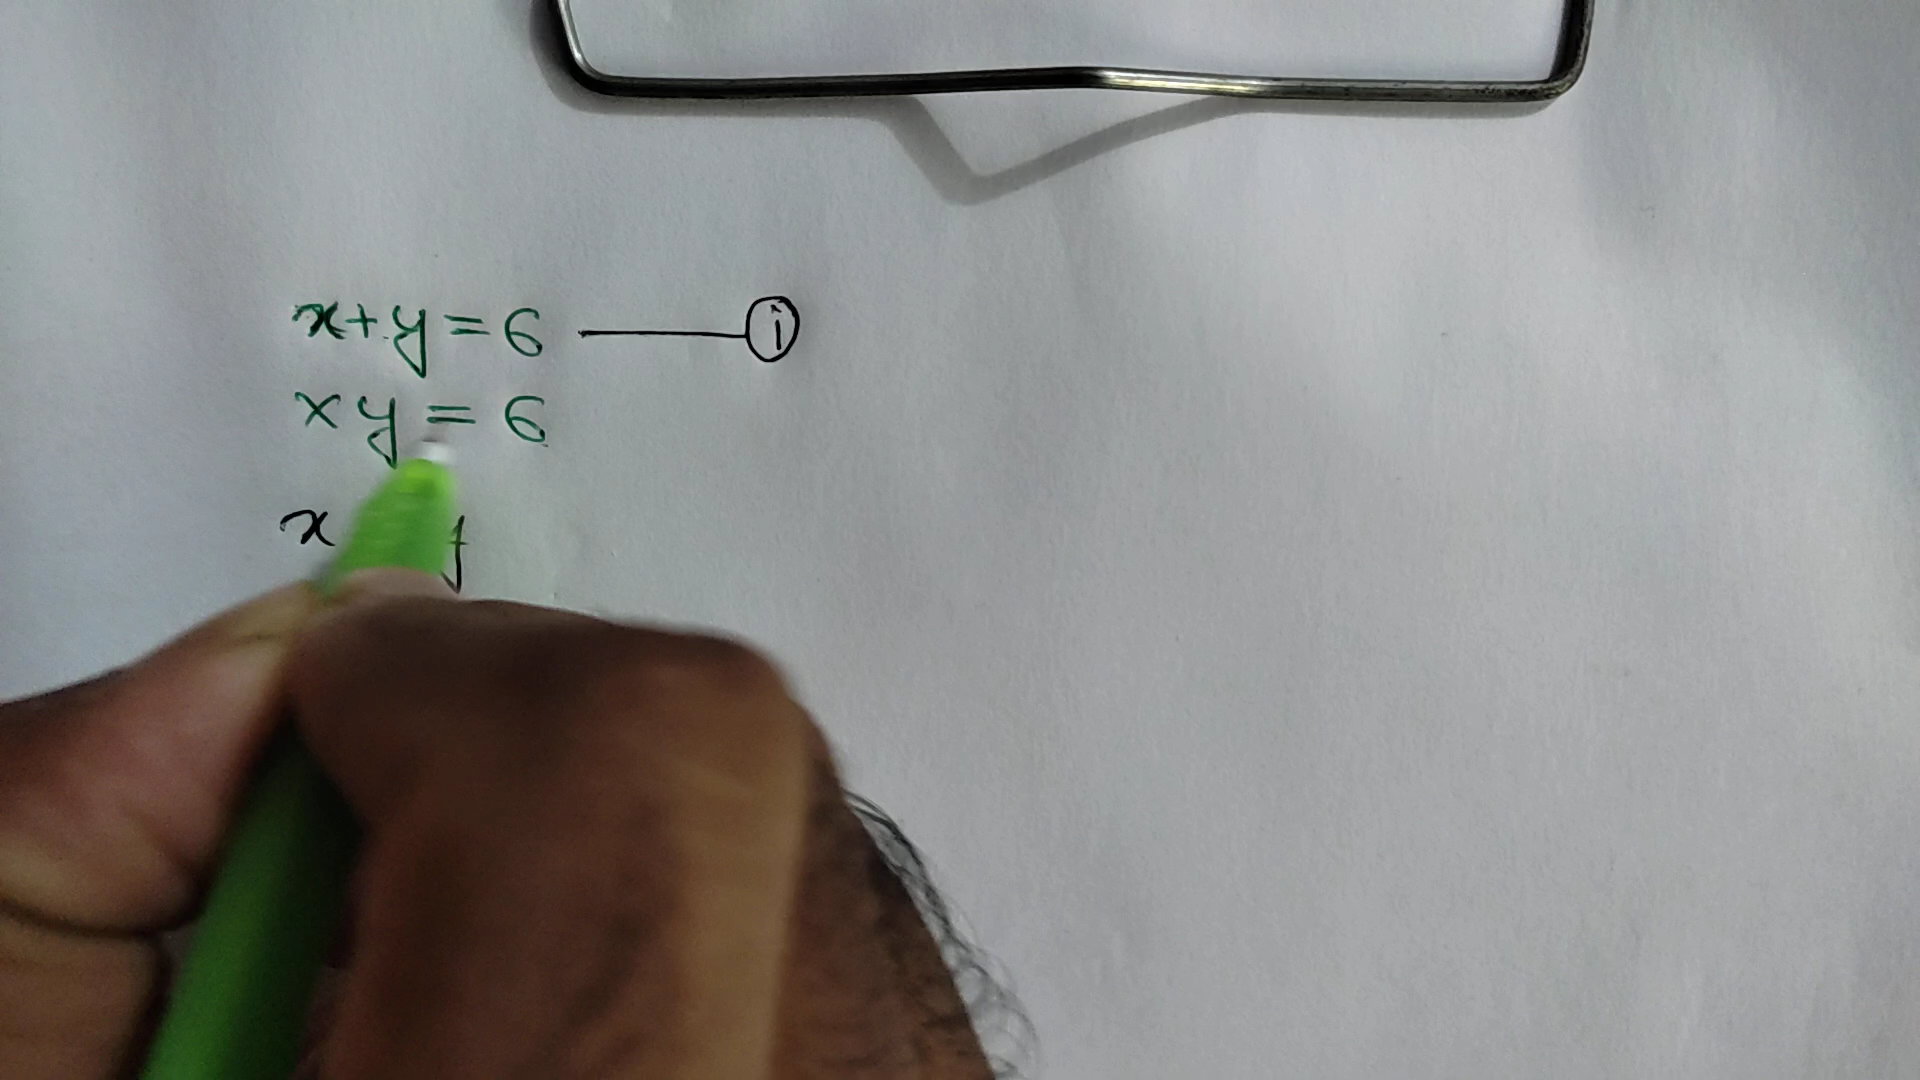 x+y=6 ——— i
xy=6
x y